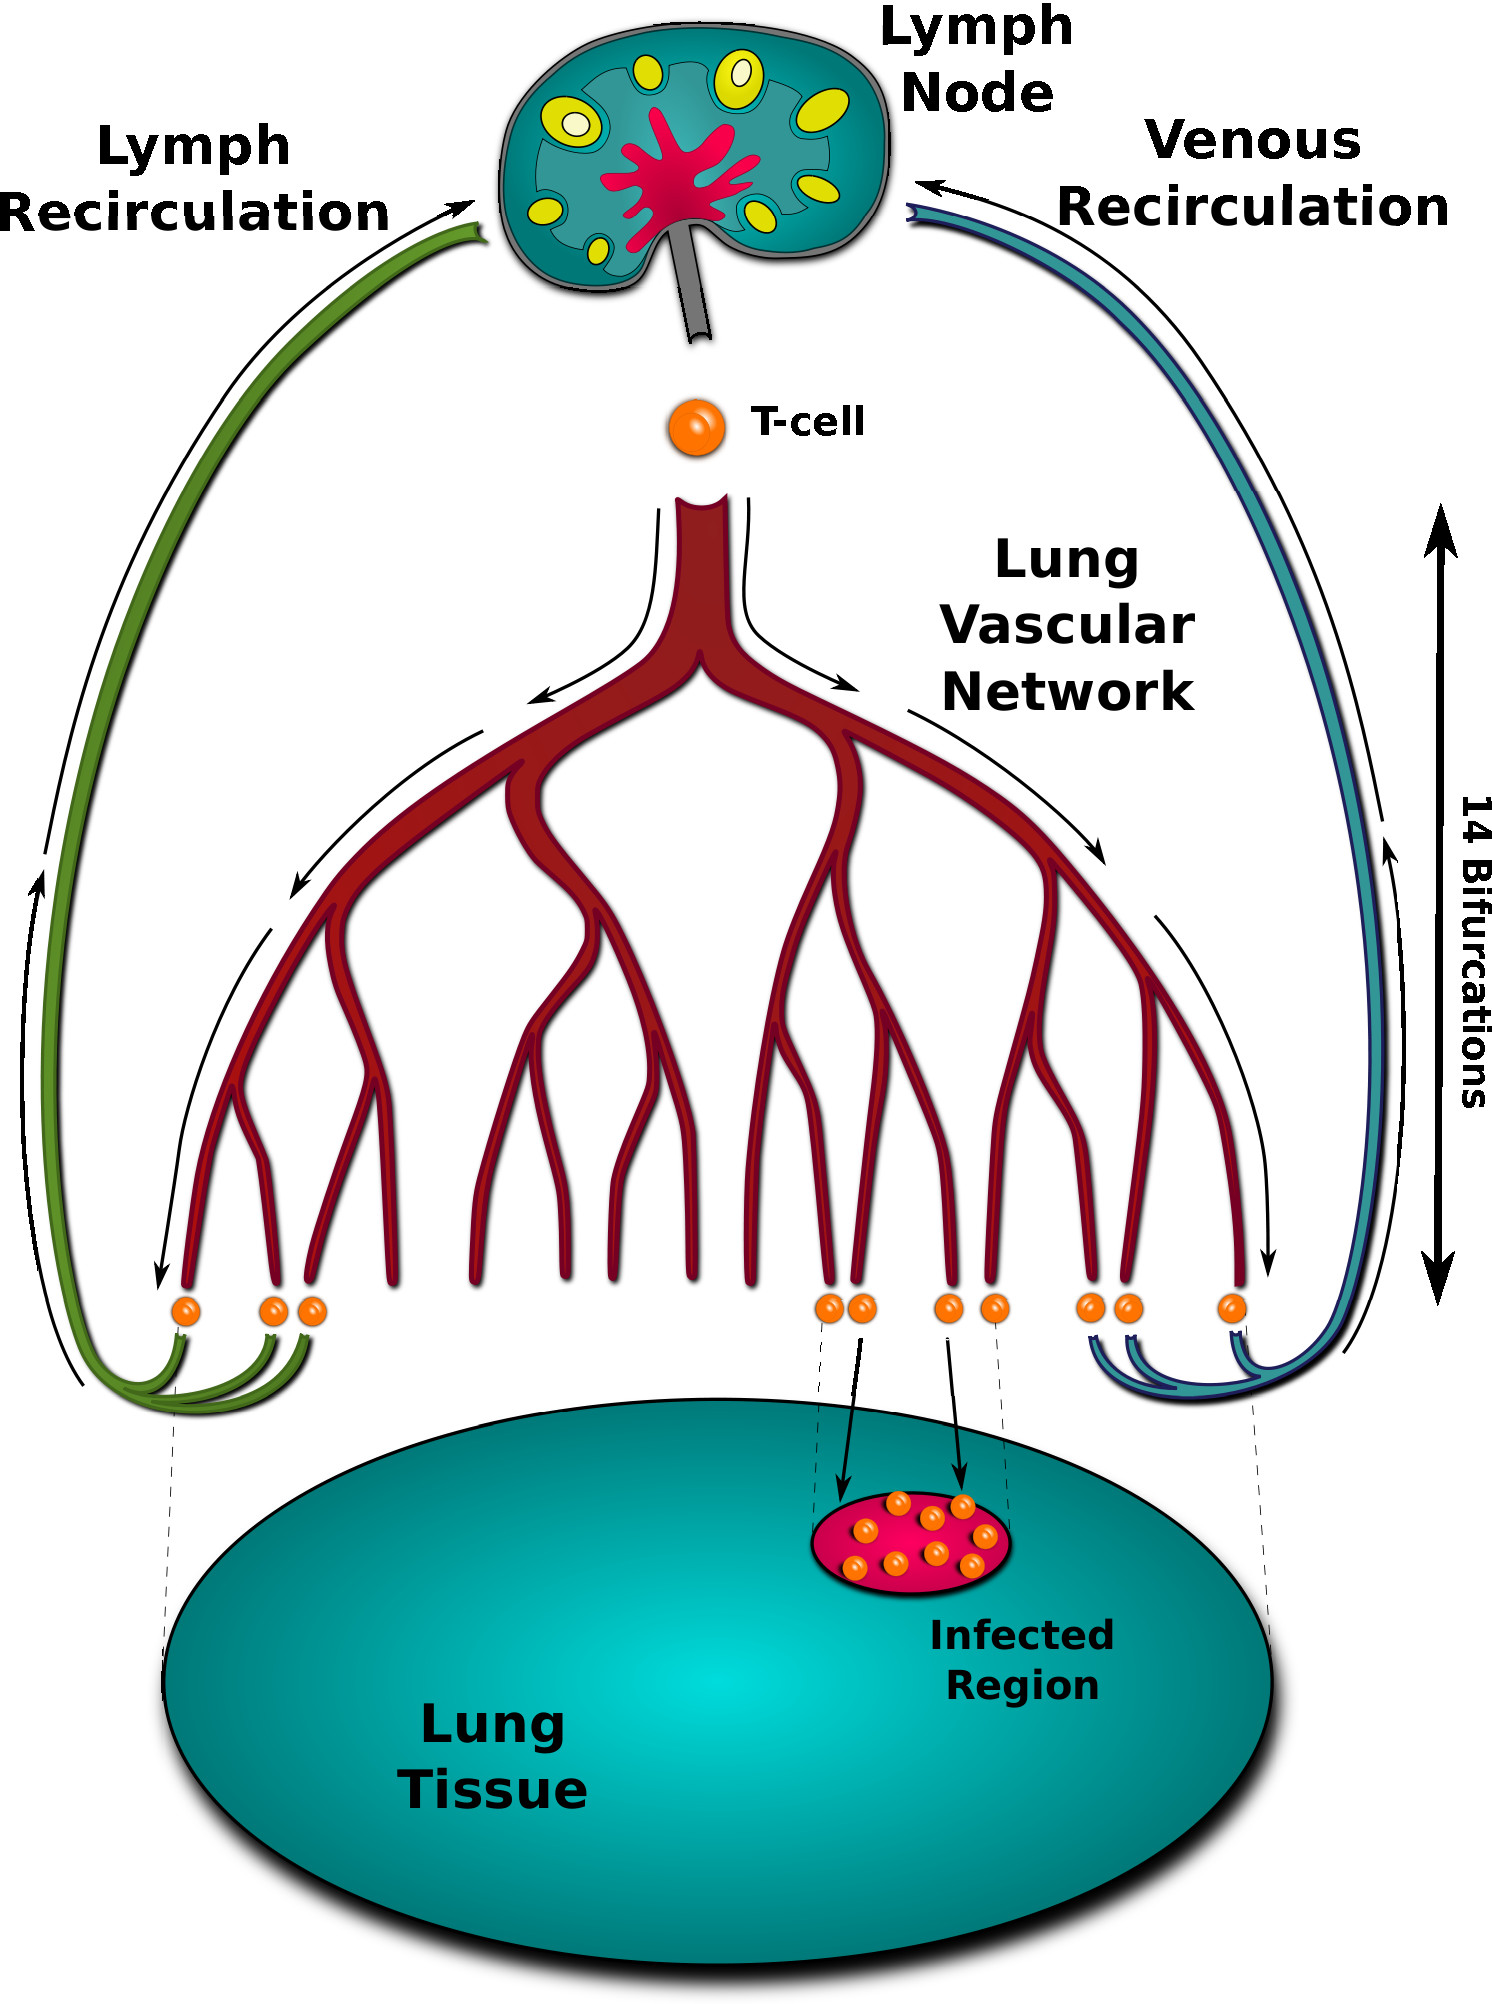 Lymph
Node
Lymph
Recirculation
Venous
Recirculation
T-cell
Lung
Vascular
Network
14 Bifurcations
Infected
Region
Lung
Tissue